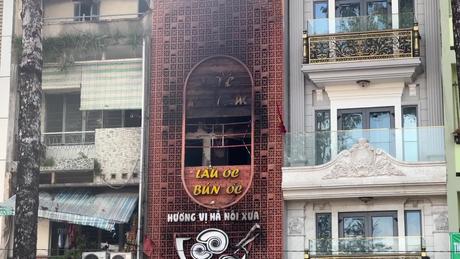 LẨU ỐC
BÚN ỐC
HƯƠNG VỊ HÀ NỘI XƯA